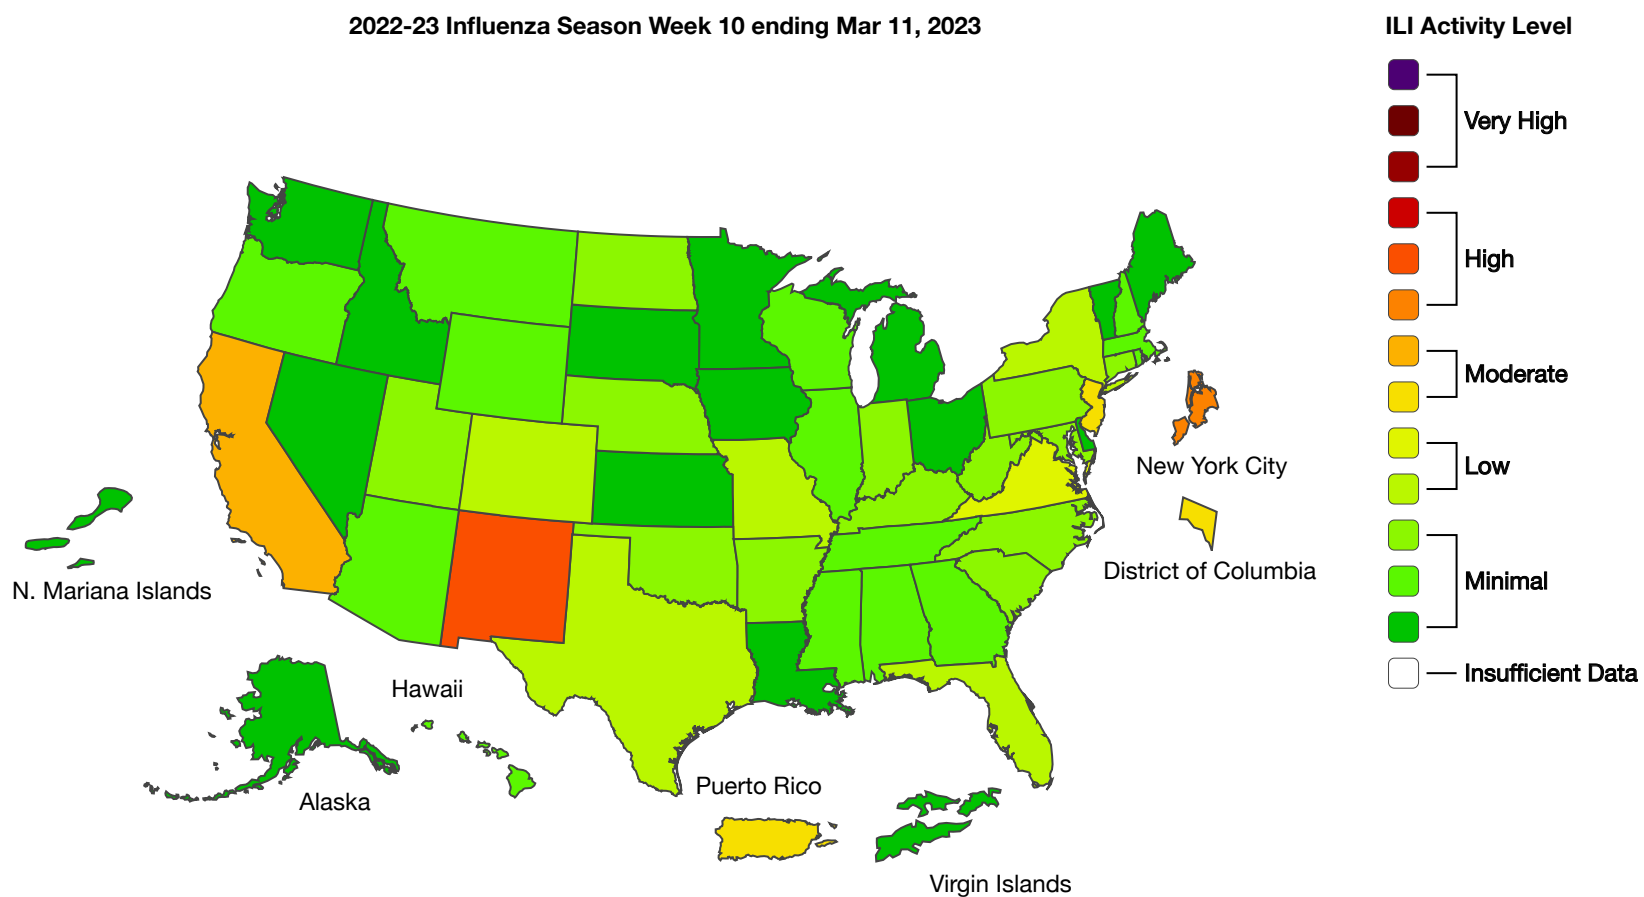 2022-23 Influenza Season Week 10 ending Mar 11, 2023
ILI Activity Level
Very High
High
Moderate
Low
Minimal
Insufficient Data
New York City
District of Columbia
N. Mariana Islands
Hawaii
Alaska
Puerto Rico
Virgin Islands